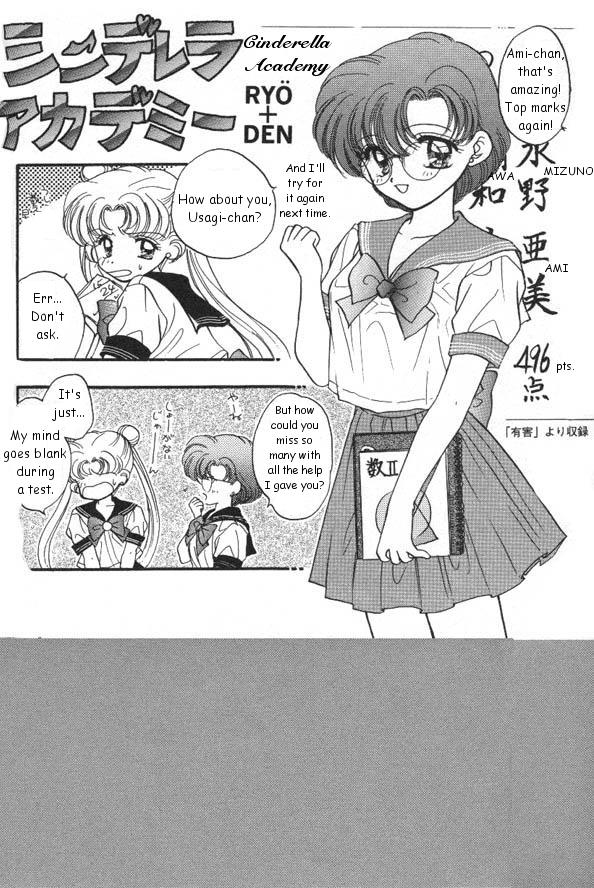 シンデレラ
アカデミー
Cinderella
Academy
RYÖ
+
DEN
Ami-chan,
that's
amazing!
Top marks
again!
水野亜美
MIZUNO
AMI
和
AWA
496
点
pts.
And I'll
try for
it again
next time.
How about you,
Usagi-chan?
Err...
Don't
ask.
24
「有害」より収録
数Ⅱ
But how
could you
miss so
many with
all the help
I gave you?
It's
just...
My mind
goes blank
during
a test.